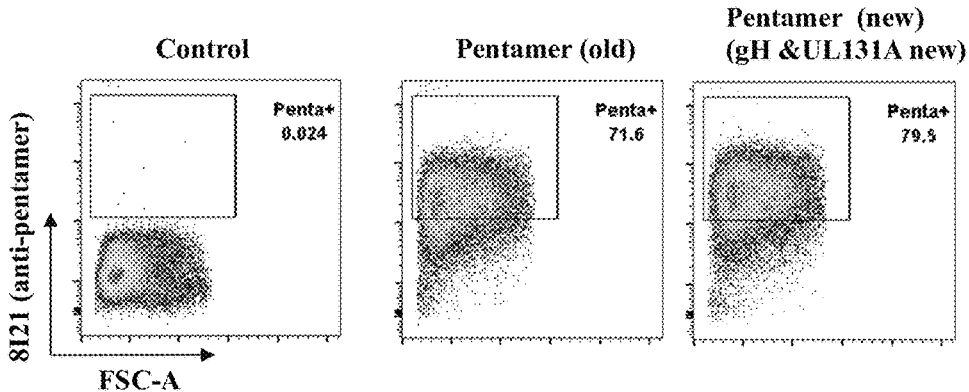 Control
Pentamer (old)
Pentamer (new)
(gH &UL131A new)
Penta+
0.024
Penta+
71.6
Penta+
79.5
8I21 (anti-pentamer)
FSC-A